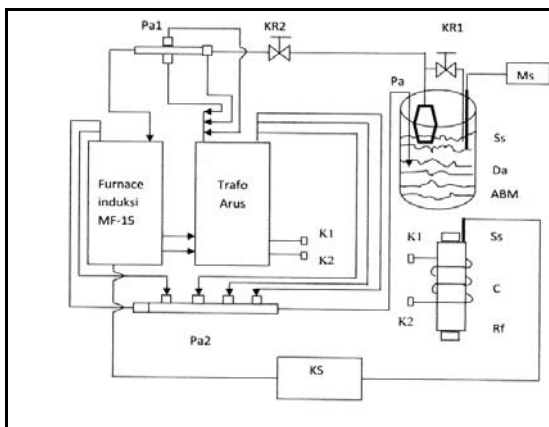 Pa1
KR2
KR1
Pa
Ms
Ss
Da
ABM
Furnace
induksi
MF-15
Trafo
Arus
K1
K2
K1
K2
Ss
C
Rf
Pa2
KS